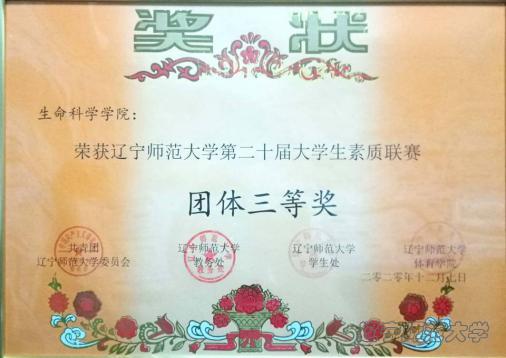 奖状
生命科学学院：
荣获辽宁师范大学第二十届大学生素质联赛
团体三等奖
共青团 辽宁师范大学 辽宁师范大学 辽宁师范大学
辽宁师范大学委员会 教务处 学生处 体育学院
二〇二〇年十二月七日